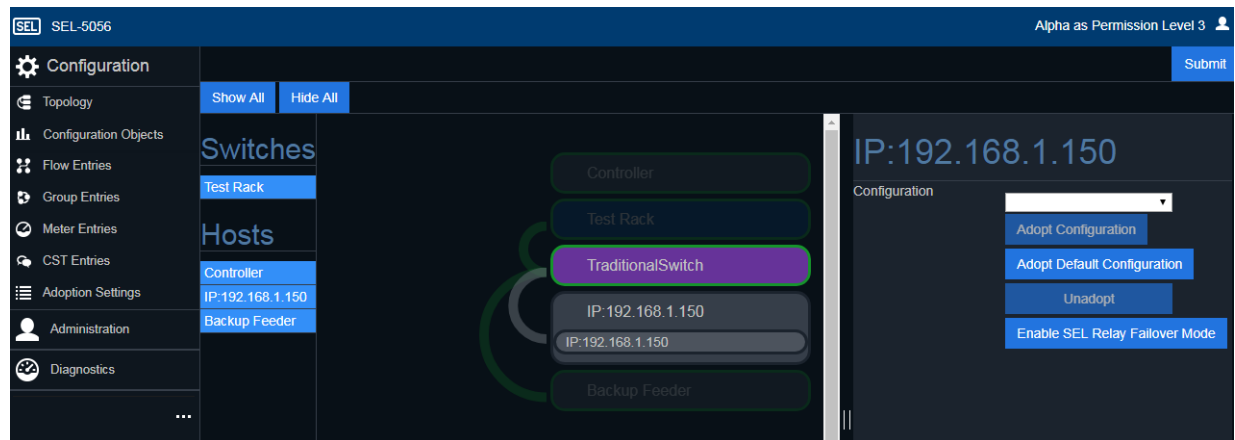 SEL SEL-5056
Alpha as Permission Level 3
Configuration
Submit
Topology
Show All Hide All
Configuration Objects
Flow Entries
Group Entries
Meter Entries
CST Entries
Adoption Settings
Administration
Diagnostics
...
Switches
Test Rack
Hosts
Controller
IP:192.168.1.150
Backup Feeder
Controller
Test Rack
TraditionalSwitch
IP:192.168.1.150
IP:192.168.1.150
Backup Feeder
IP:192.168.1.150
Configuration
Adopt Configuration
Adopt Default Configuration
Unadopt
Enable SEL Relay Failover Mode